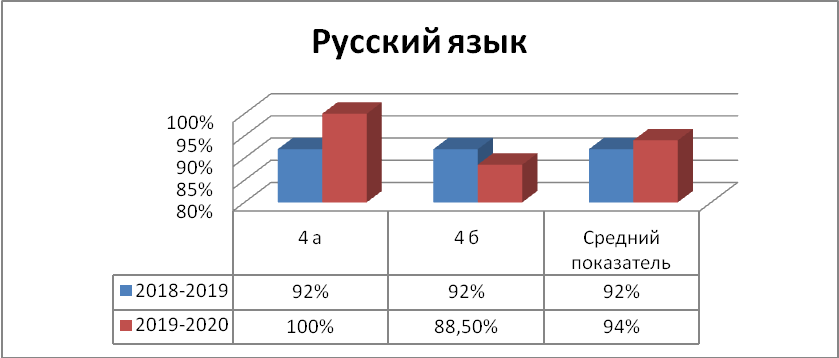 Русский язык
100%
95%
90%
85%
80%
4 а 4 б Средний
показатель
2018-2019 92% 92% 92%
2019-2020 100% 88,50% 94%